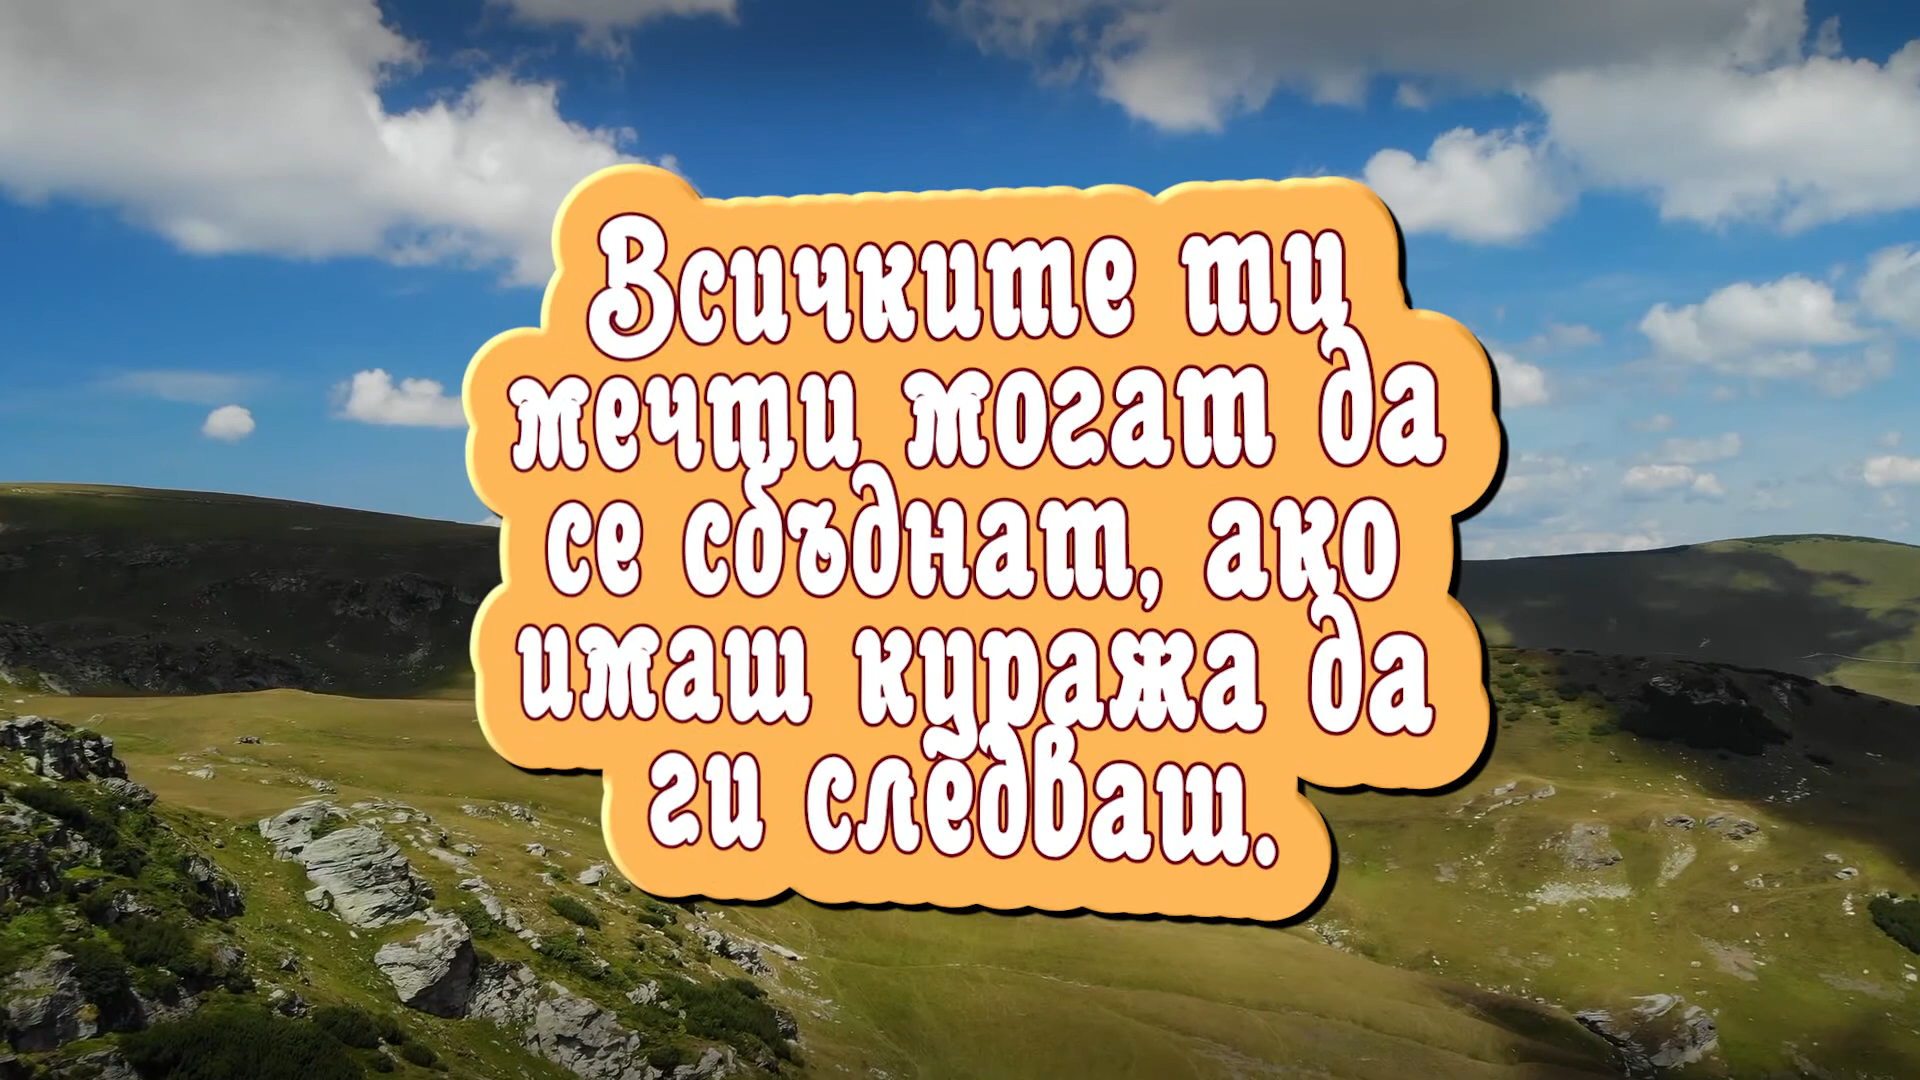 Всичките ти
мечти могат да
се сбъднат, ако
имаш куража да
ги следваш.